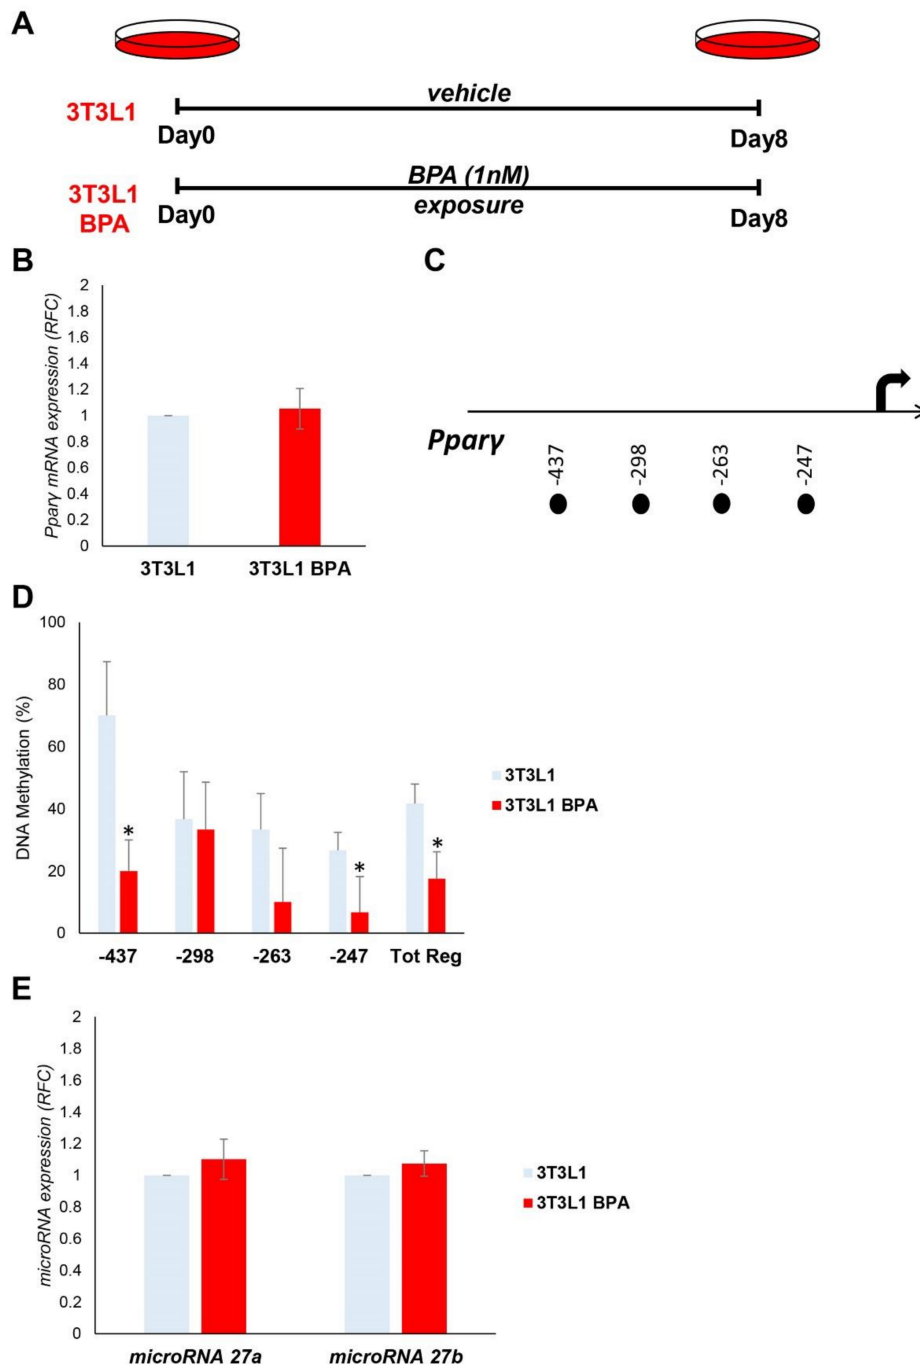 A
3T3L1
vehicle
Day0
Day8
3T3L1
BPA
BPA (1nM)
exposure
Day0
Day8
B
Pparγ mRNA expression (RFC)
2
1.8
1.6
1.4
1.2
1
0.8
0.6
0.4
0.2
0
3T3L1
3T3L1 BPA
C
Pparγ
-437
-298
-263
-247
D
DNA Methylation (%)
100
80
60
40
20
0
*
*
*
-437
-298
-263
-247
Tot Reg
3T3L1
3T3L1 BPA
E
microRNA expression (RFC)
2
1.8
1.6
1.4
1.2
1
0.8
0.6
0.4
0.2
0
microRNA 27a
microRNA 27b
3T3L1
3T3L1 BPA